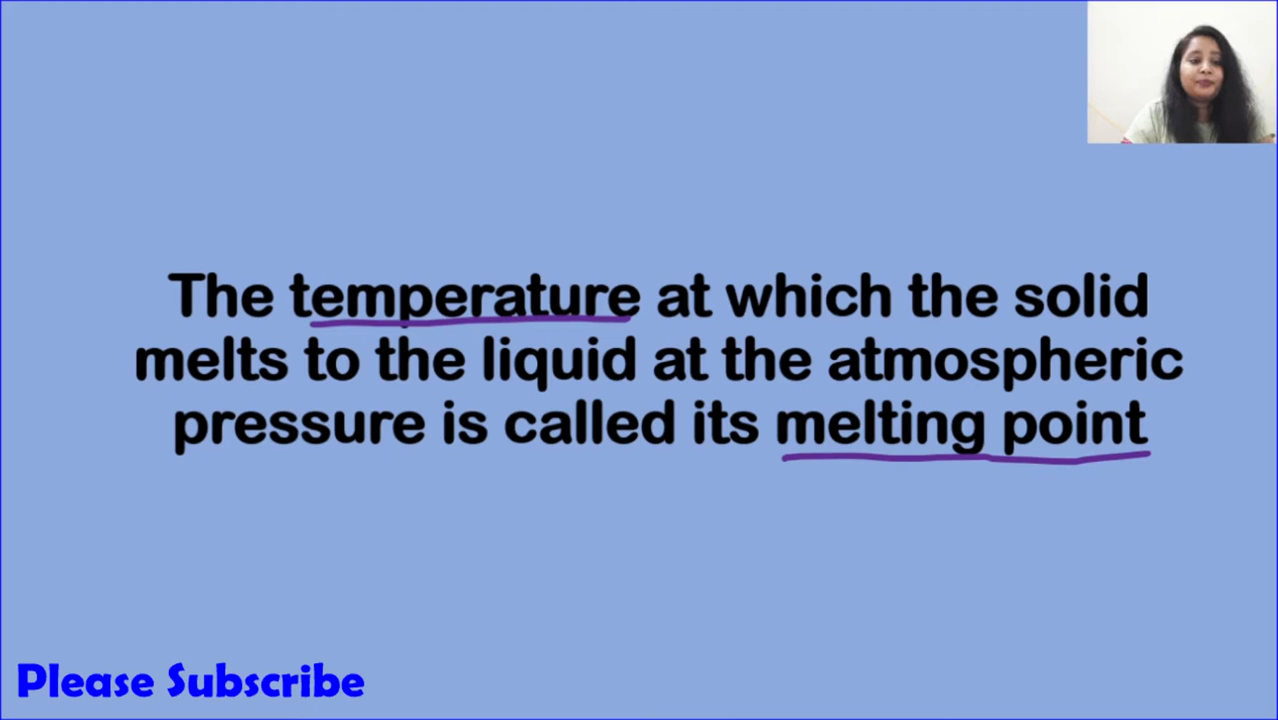 The temperature at which the solid
melts to the liquid at the atmospheric
pressure is called its melting point
Please Subscribe